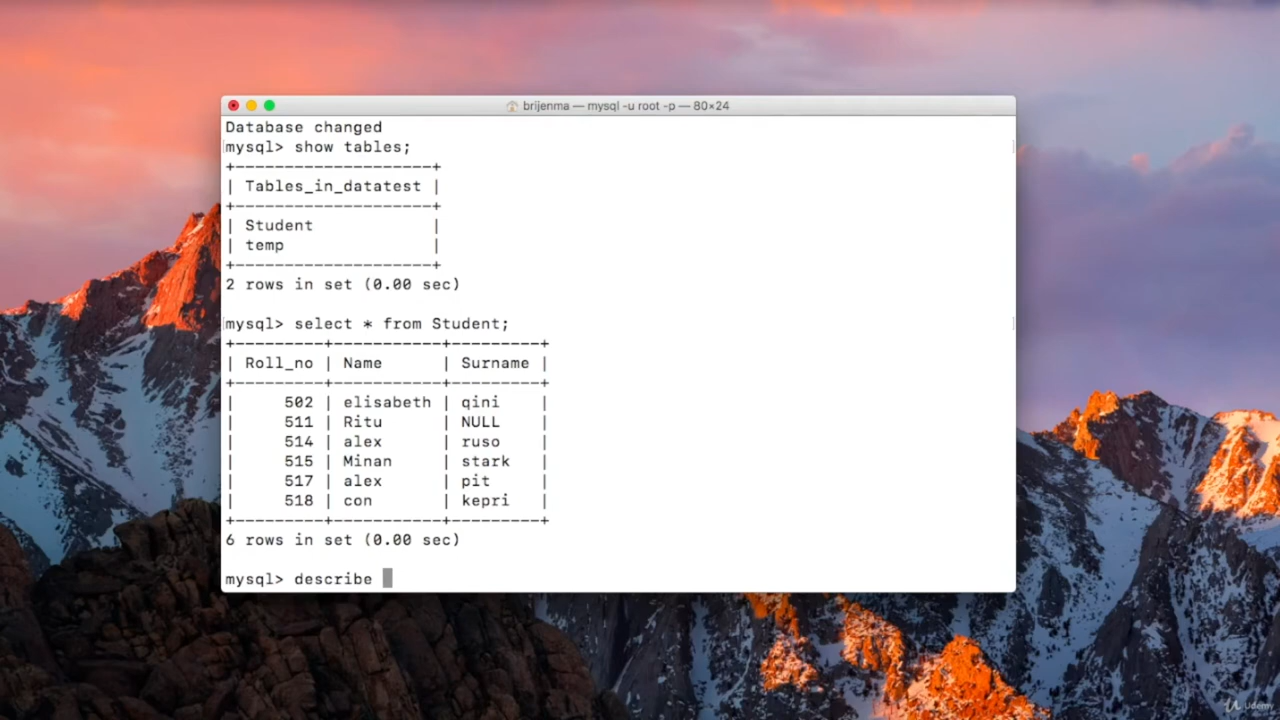 brijenma — mysql -u root -p — 80×24
Database changed
mysql> show tables;
+--------------------+
| Tables_in_datatest |
+--------------------+
| Student            |
| temp               |
+--------------------+
2 rows in set (0.00 sec)
mysql> select * from Student;
+---------+-----------+---------+
| Roll_no | Name      | Surname |
+---------+-----------+---------+
|     502 | elisabeth | qini    |
|     511 | Ritu      | NULL    |
|     514 | alex      | ruso    |
|     515 | Minan     | stark   |
|     517 | alex      | pit     |
|     518 | con       | kepri   |
+---------+-----------+---------+
6 rows in set (0.00 sec)
mysql> describe
Udemy